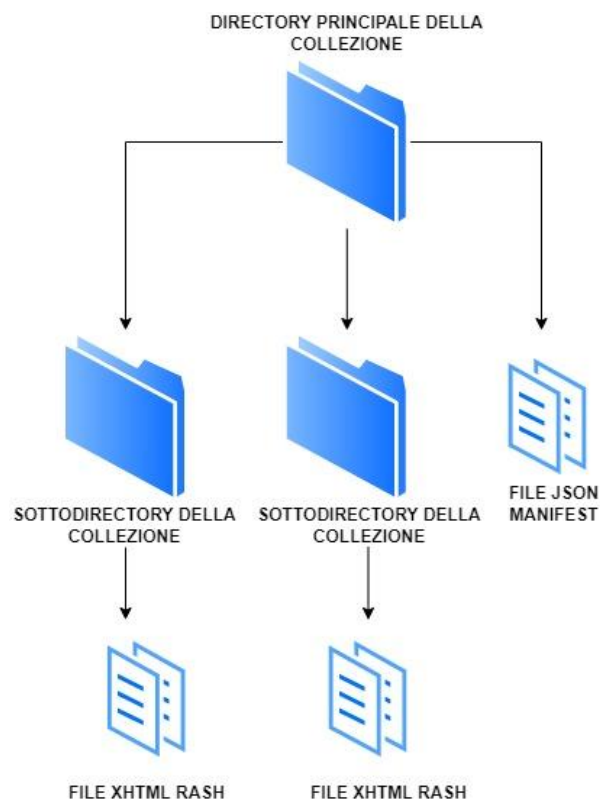 DIRECTORY PRINCIPALE DELLA
COLLEZIONE
SOTTODIRECTORY DELLA
COLLEZIONE
SOTTODIRECTORY DELLA
COLLEZIONE
FILE JSON
MANIFEST
FILE XHTML RASH
FILE XHTML RASH